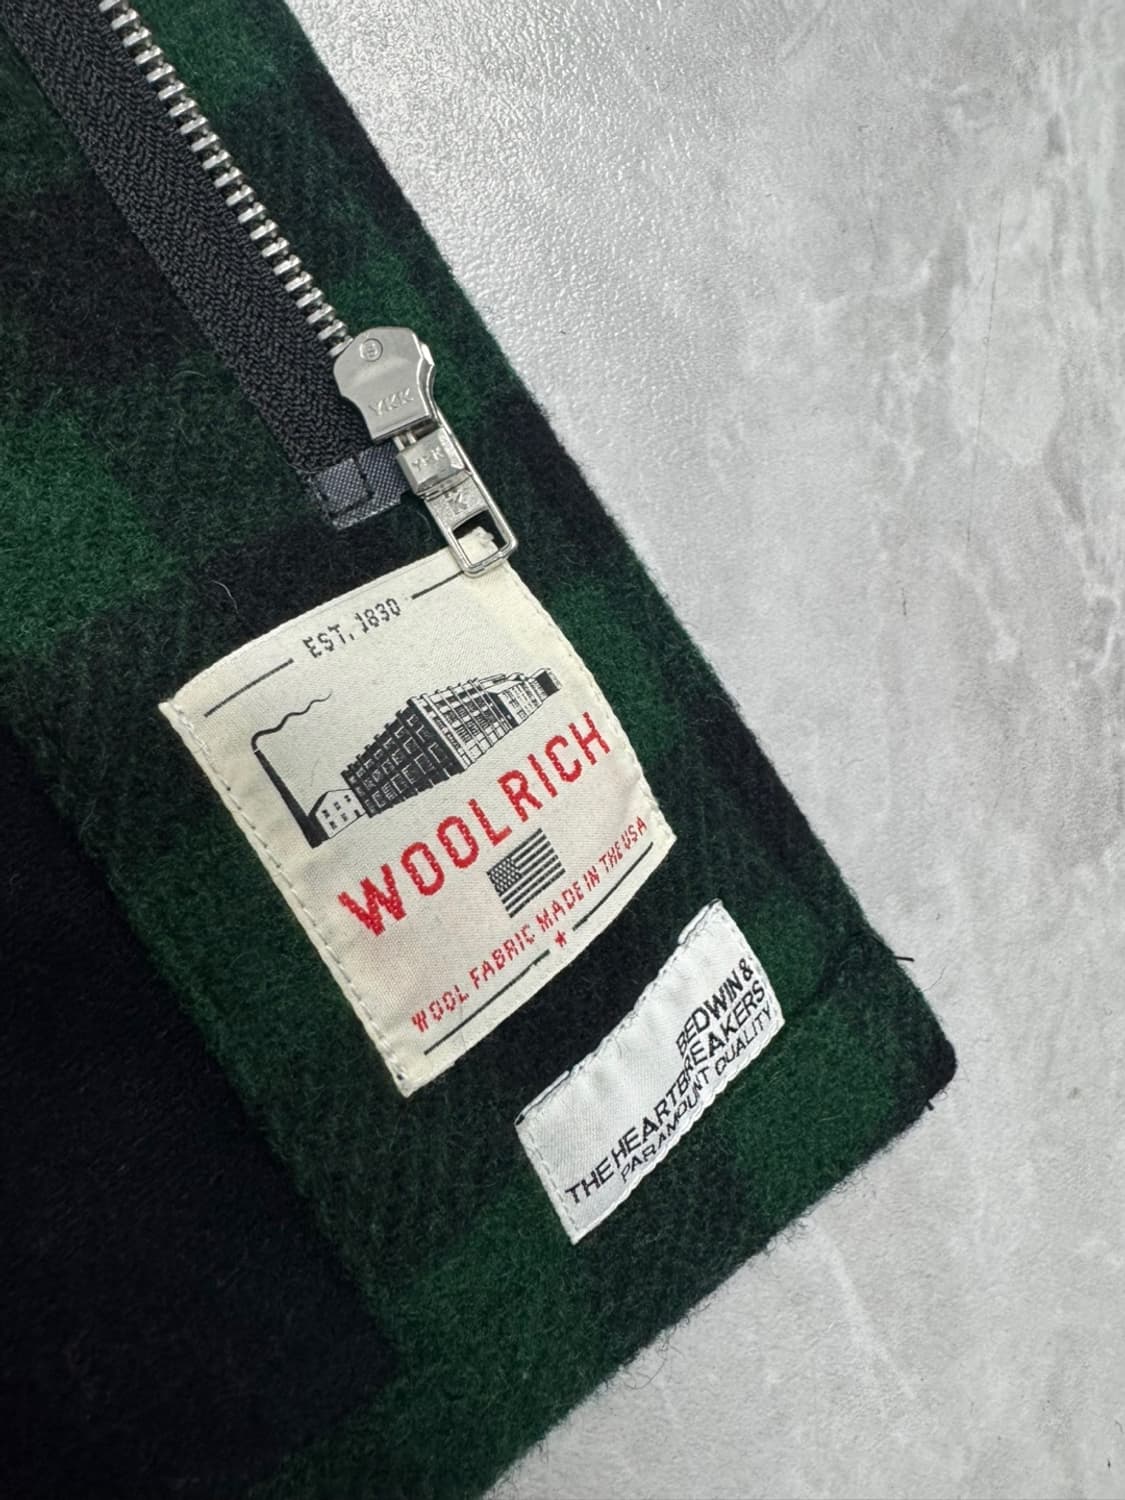 YKK
YKK
EST. 1830
WOOLRICH
WOOL FABRIC MADE IN THE USA
BEDWIN &
THE HEARTBREAKERS
PARAMOUNT QUALITY